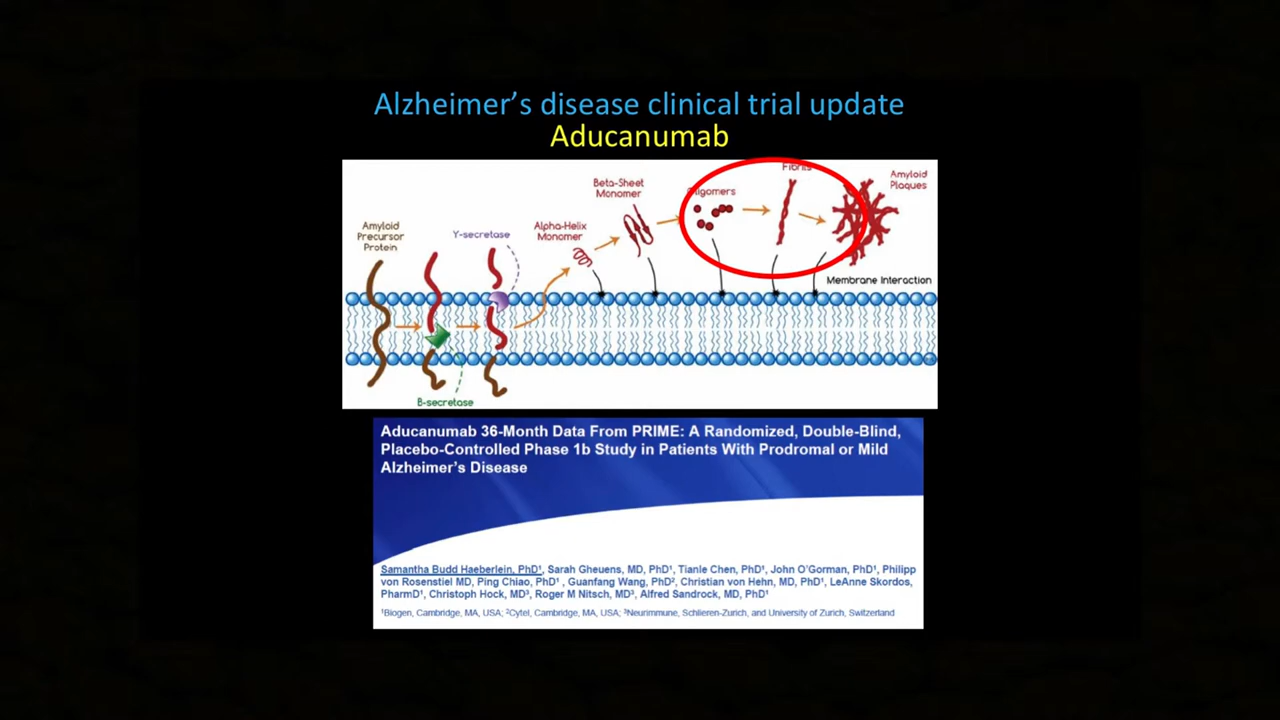 Alzheimer’s disease clinical trial update
Aducanumab
Fibrils
Oligomers
Amyloid
Plaques
Beta-Sheet
Monomer
Alpha-Helix
Monomer
Y-secretase
Amyloid
Precursor
Protein
Membrane Interaction
B-secretase
Aducanumab 36-Month Data From PRIME: A Randomized, Double-Blind,
Placebo-Controlled Phase 1b Study in Patients With Prodromal or Mild
Alzheimer’s Disease
Samantha Budd Haeberlein, PhD¹, Sarah Gheuens, MD, PhD¹, Tianle Chen, PhD¹, John O’Gorman, PhD¹, Philipp
von Rosenstiel MD, Ping Chiao, PhD¹ , Guanfang Wang, PhD², Christian von Hehn, MD, PhD¹, LeAnne Skordos,
PharmD¹, Christoph Hock, MD³, Roger M Nitsch, MD³, Alfred Sandrock, MD, PhD¹
¹Biogen, Cambridge, MA, USA; ²Cytel, Cambridge, MA, USA; ³Neurimmune, Schlieren-Zurich, and University of Zurich, Switzerland